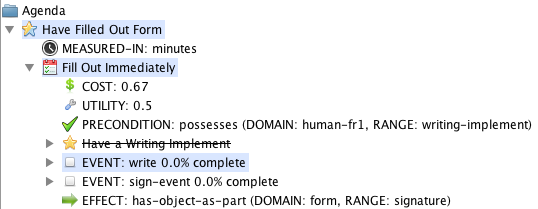 Agenda
Have Filled Out Form
MEASURED-IN: minutes
Fill Out Immediately
COST: 0.67
UTILITY: 0.5
PRECONDITION: possesses (DOMAIN: human-fr1, RANGE: writing-implement)
Have a Writing Implement
EVENT: write 0.0% complete
EVENT: sign-event 0.0% complete
EFFECT: has-object-as-part (DOMAIN: form, RANGE: signature)